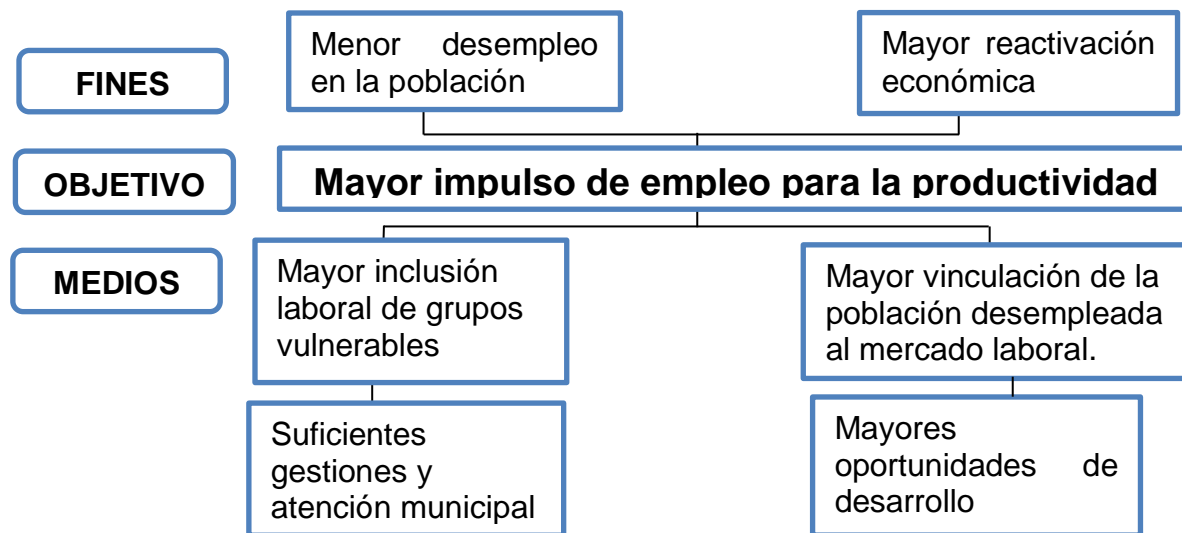 FINES
Menor desempleo
en la población
Mayor reactivación
económica
OBJETIVO
Mayor impulso de empleo para la productividad
MEDIOS
Mayor inclusión
laboral de grupos
vulnerables
Mayor vinculación de la
población desempleada
al mercado laboral.
Suficientes
gestiones y
atención municipal
Mayores
oportunidades de
desarrollo